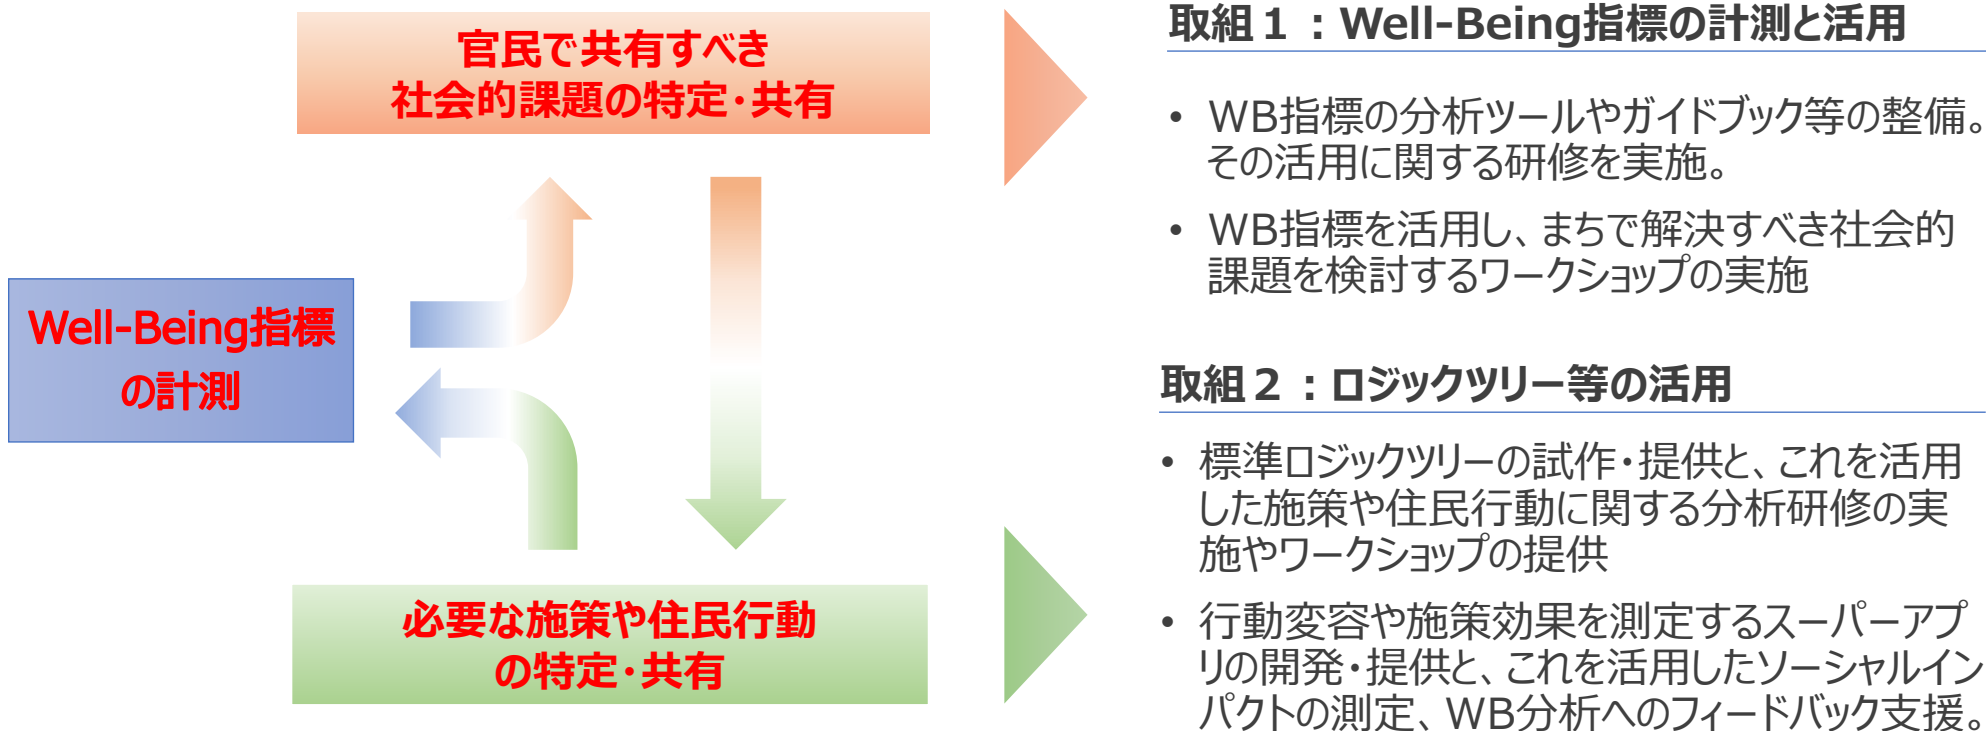 官民で共有すべき
社会的課題の特定・共有
Well-Being指標
の計測
必要な施策や住民行動
の特定・共有
取組１：Well-Being指標の計測と活用
• WB指標の分析ツールやガイドブック等の整備。
その活用に関する研修を実施。
• WB指標を活用し、まちで解決すべき社会的
課題を検討するワークショップの実施
取組２：ロジックツリー等の活用
• 標準ロジックツリーの試作・提供と、これを活用
した施策や住民行動に関する分析研修の実
施やワークショップの提供
• 行動変容や施策効果を測定するスーパーアプ
リの開発・提供と、これを活用したソーシャルイン
パクトの測定、WB分析へのフィードバック支援。